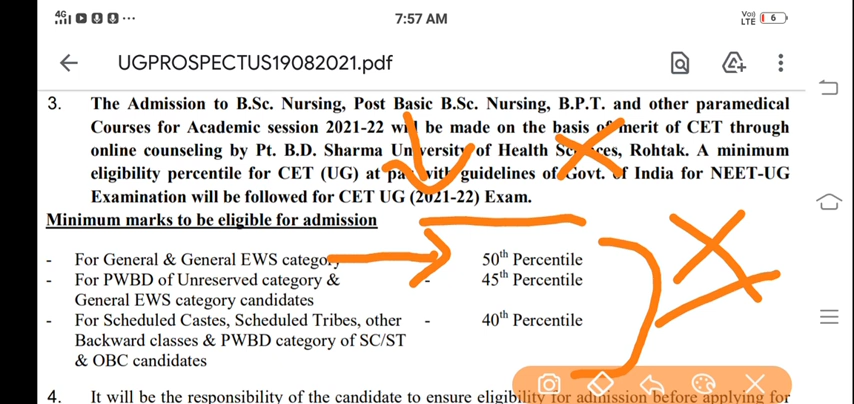 4G 7:57 AM Vo) LTE 6
UGPROSPECTUS19082021.pdf
3. The Admission to B.Sc. Nursing, Post Basic B.Sc. Nursing, B.P.T. and other paramedical
Courses for Academic session 2021-22 will be made on the basis of merit of CET through
online counseling by Pt. B.D. Sharma University of Health Sciences, Rohtak. A minimum
eligibility percentile for CET (UG) at par with guidelines of Govt. of India for NEET-UG
Examination will be followed for CET UG (2021-22) Exam.
Minimum marks to be eligible for admission
- For General & General EWS category 50th Percentile
- For PWBD of Unreserved category & - 45th Percentile
General EWS category candidates
- For Scheduled Castes, Scheduled Tribes, other - 40th Percentile
Backward classes & PWBD category of SC/ST
& OBC candidates
4. It will be the responsibility of the candidate to ensure eligibility for admission before applying for